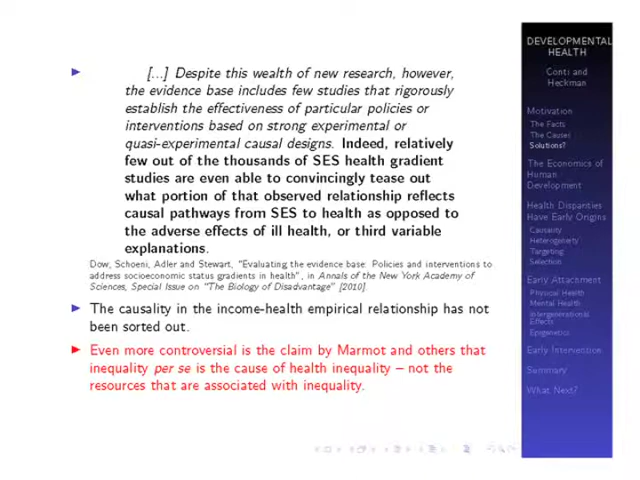 [...] Despite this wealth of new research, however,
the evidence base includes few studies that rigorously
establish the effectiveness of particular policies or
interventions based on strong experimental or
quasi-experimental causal designs. Indeed, relatively
few out of the thousands of SES health gradient
studies are even able to convincingly tease out
what portion of that observed relationship reflects
causal pathways from SES to health as opposed to
the adverse effects of ill health, or third variable
explanations.
Dow, Schoeni, Adler and Stewart, "Evaluating the evidence base: Policies and interventions to
address socioeconomic status gradients in health", in Annals of the New York Academy of
Sciences, Special Issue on "The Biology of Disadvantage" [2010].
The causality in the income-health empirical relationship has not
been sorted out.
Even more controversial is the claim by Marmot and others that
inequality per se is the cause of health inequality – not the
resources that are associated with inequality.
DEVELOPMENTAL
HEALTH
Conti and
Heckman
Motivation
The Facts
The Causes
Solutions?
The Economics of
Human
Development
Health Disparities
Have Early Origins
Causality
Heterogeneity
Targeting
Selection
Early Attachment
Physical Health
Mental Health
Intergenerational
Effects
Epigenetics
Early Intervention
Summary
What Next?